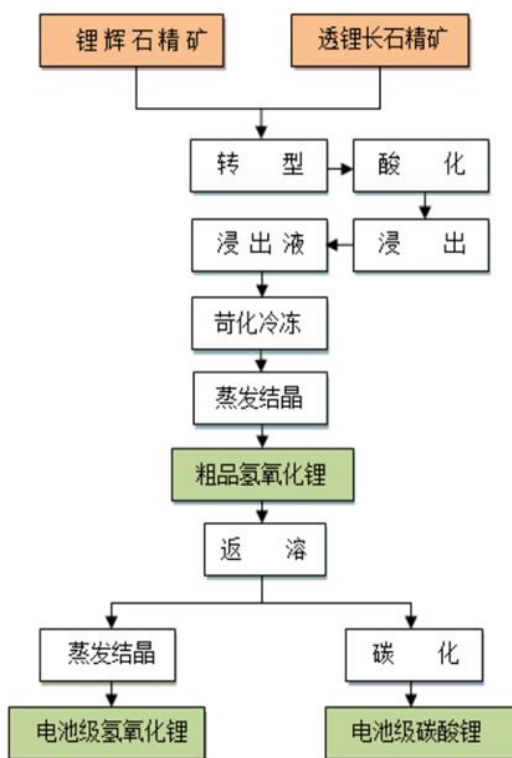 锂辉石精矿
透锂长石精矿
转 型
酸 化
浸出液
浸 出
苛化冷冻
蒸发结晶
粗品氢氧化锂
返 溶
蒸发结晶
碳 化
电池级氢氧化锂
电池级碳酸锂